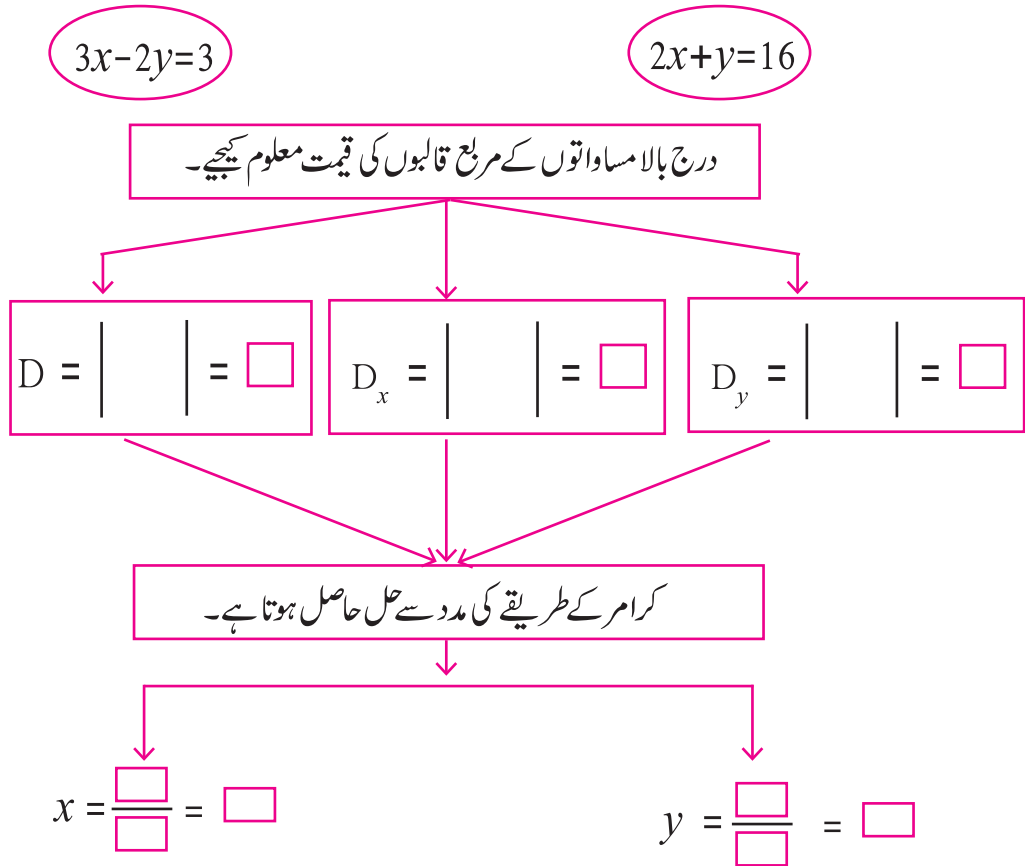 3x-2y=3
2x+y=16
درج بالا مساواتوں کے مربع قالبوں کی قیمت معلوم کیجیے۔
D = | | = □
Dx = | | = □
Dy = | | = □
کرامر کے طریقے کی مدد سے حل حاصل ہوتا ہے۔
x = □/□ = □
y = □/□ = □